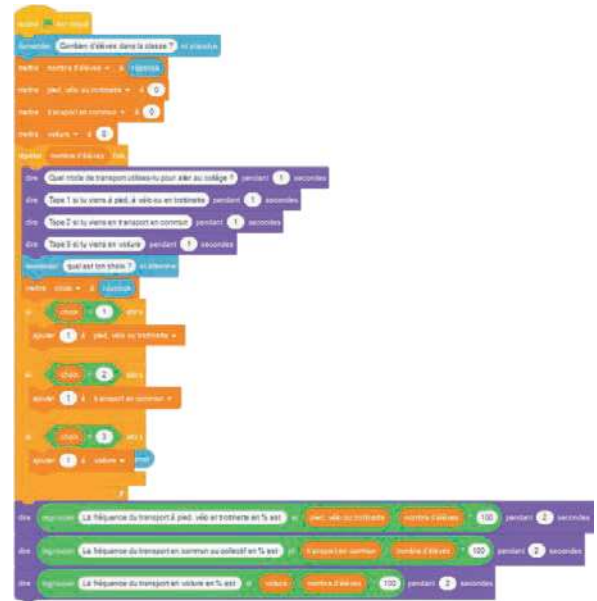 quand est cliqué
demander Combien d'élèves dans la classe ? et attendre
mettre nombre d'élèves à réponse
mettre pied, vélo ou trottinette à 0
mettre transport en commun à 0
mettre voiture à 0
répéter nombre d'élèves fois
dire Quel mode de transport utilises-tu pour aller au collège ? pendant 1 secondes
dire Tape 1 si tu viens à pied, à vélo ou en trottinette pendant 1 secondes
dire Tape 2 si tu viens en transport en commun pendant 1 secondes
dire Tape 3 si tu viens en voiture pendant 1 secondes
demander quel est ton choix ? et attendre
mettre choix à réponse
si choix = 1 alors
ajouter 1 à pied, vélo ou trottinette
si choix = 2 alors
ajouter 1 à transport en commun
si choix = 3 alors
ajouter 1 à voiture
dire regrouper La fréquence du transport à pied, vélo et trottinette en % est et pied, vélo ou trottinette nombre d'élèves 100 pendant 2 secondes
dire regrouper La fréquence du transport en commun ou collectif en % est et transport en commun nombre d'élèves 100 pendant 2 secondes
dire regrouper La fréquence du transport en voiture en % est et voiture nombre d'élèves 100 pendant 2 secondes